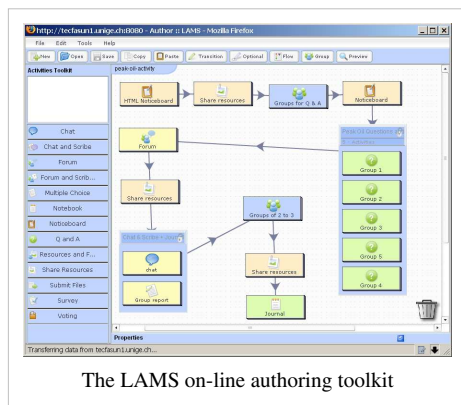 http://tecfasun1.unige.ch:8080 - Author :: LAMS - Mozilla Firefox
File Edit Tools Help
New Open Save Copy Paste Transition Optional Flow Group Preview
Activities Toolkit
peak-oil-activity
HTML Noticeboard
Share resources
Groups for Q & A
Noticeboard
Chat
Chat and Scribe
Forum
Forum and Scrib...
Multiple Choice
Notebook
Noticeboard
Q and A
Resources and F...
Share Resources
Submit Files
Survey
Voting
Forum
Group 1
Group 2
Group 3
Group 5
Group 4
Share resources
Groups of 2 to 3
chat
Group report
Share resources
Journal
Properties
Transferring data from tecfasun1.unige.ch...
The LAMS on-line authoring toolkit